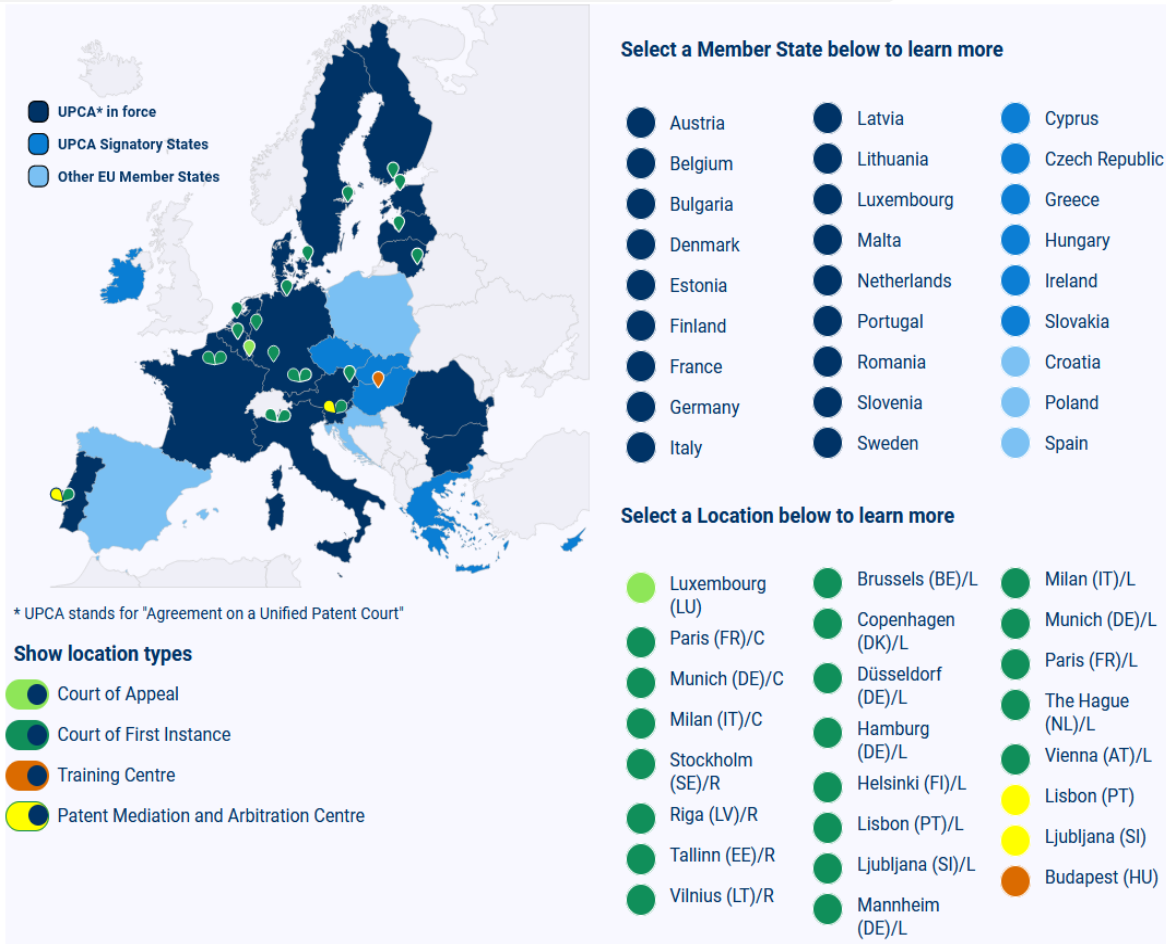 UPCA* in force
UPCA Signatory States
Other EU Member States
* UPCA stands for "Agreement on a Unified Patent Court"
Show location types
Court of Appeal
Court of First Instance
Training Centre
Patent Mediation and Arbitration Centre
Select a Member State below to learn more
Austria
Belgium
Bulgaria
Denmark
Estonia
Finland
France
Germany
Italy
Latvia
Lithuania
Luxembourg
Malta
Netherlands
Portugal
Romania
Slovenia
Sweden
Cyprus
Czech Republic
Greece
Hungary
Ireland
Slovakia
Croatia
Poland
Spain
Select a Location below to learn more
Luxembourg
(LU)
Paris (FR)/C
Munich (DE)/C
Milan (IT)/C
Stockholm
(SE)/R
Riga (LV)/R
Tallinn (EE)/R
Vilnius (LT)/R
Brussels (BE)/L
Copenhagen
(DK)/L
Düsseldorf
(DE)/L
Hamburg
(DE)/L
Helsinki (FI)/L
Lisbon (PT)/L
Ljubljana (SI)/L
Mannheim
(DE)/L
Milan (IT)/L
Munich (DE)/L
Paris (FR)/L
The Hague
(NL)/L
Vienna (AT)/L
Lisbon (PT)
Ljubljana (SI)
Budapest (HU)